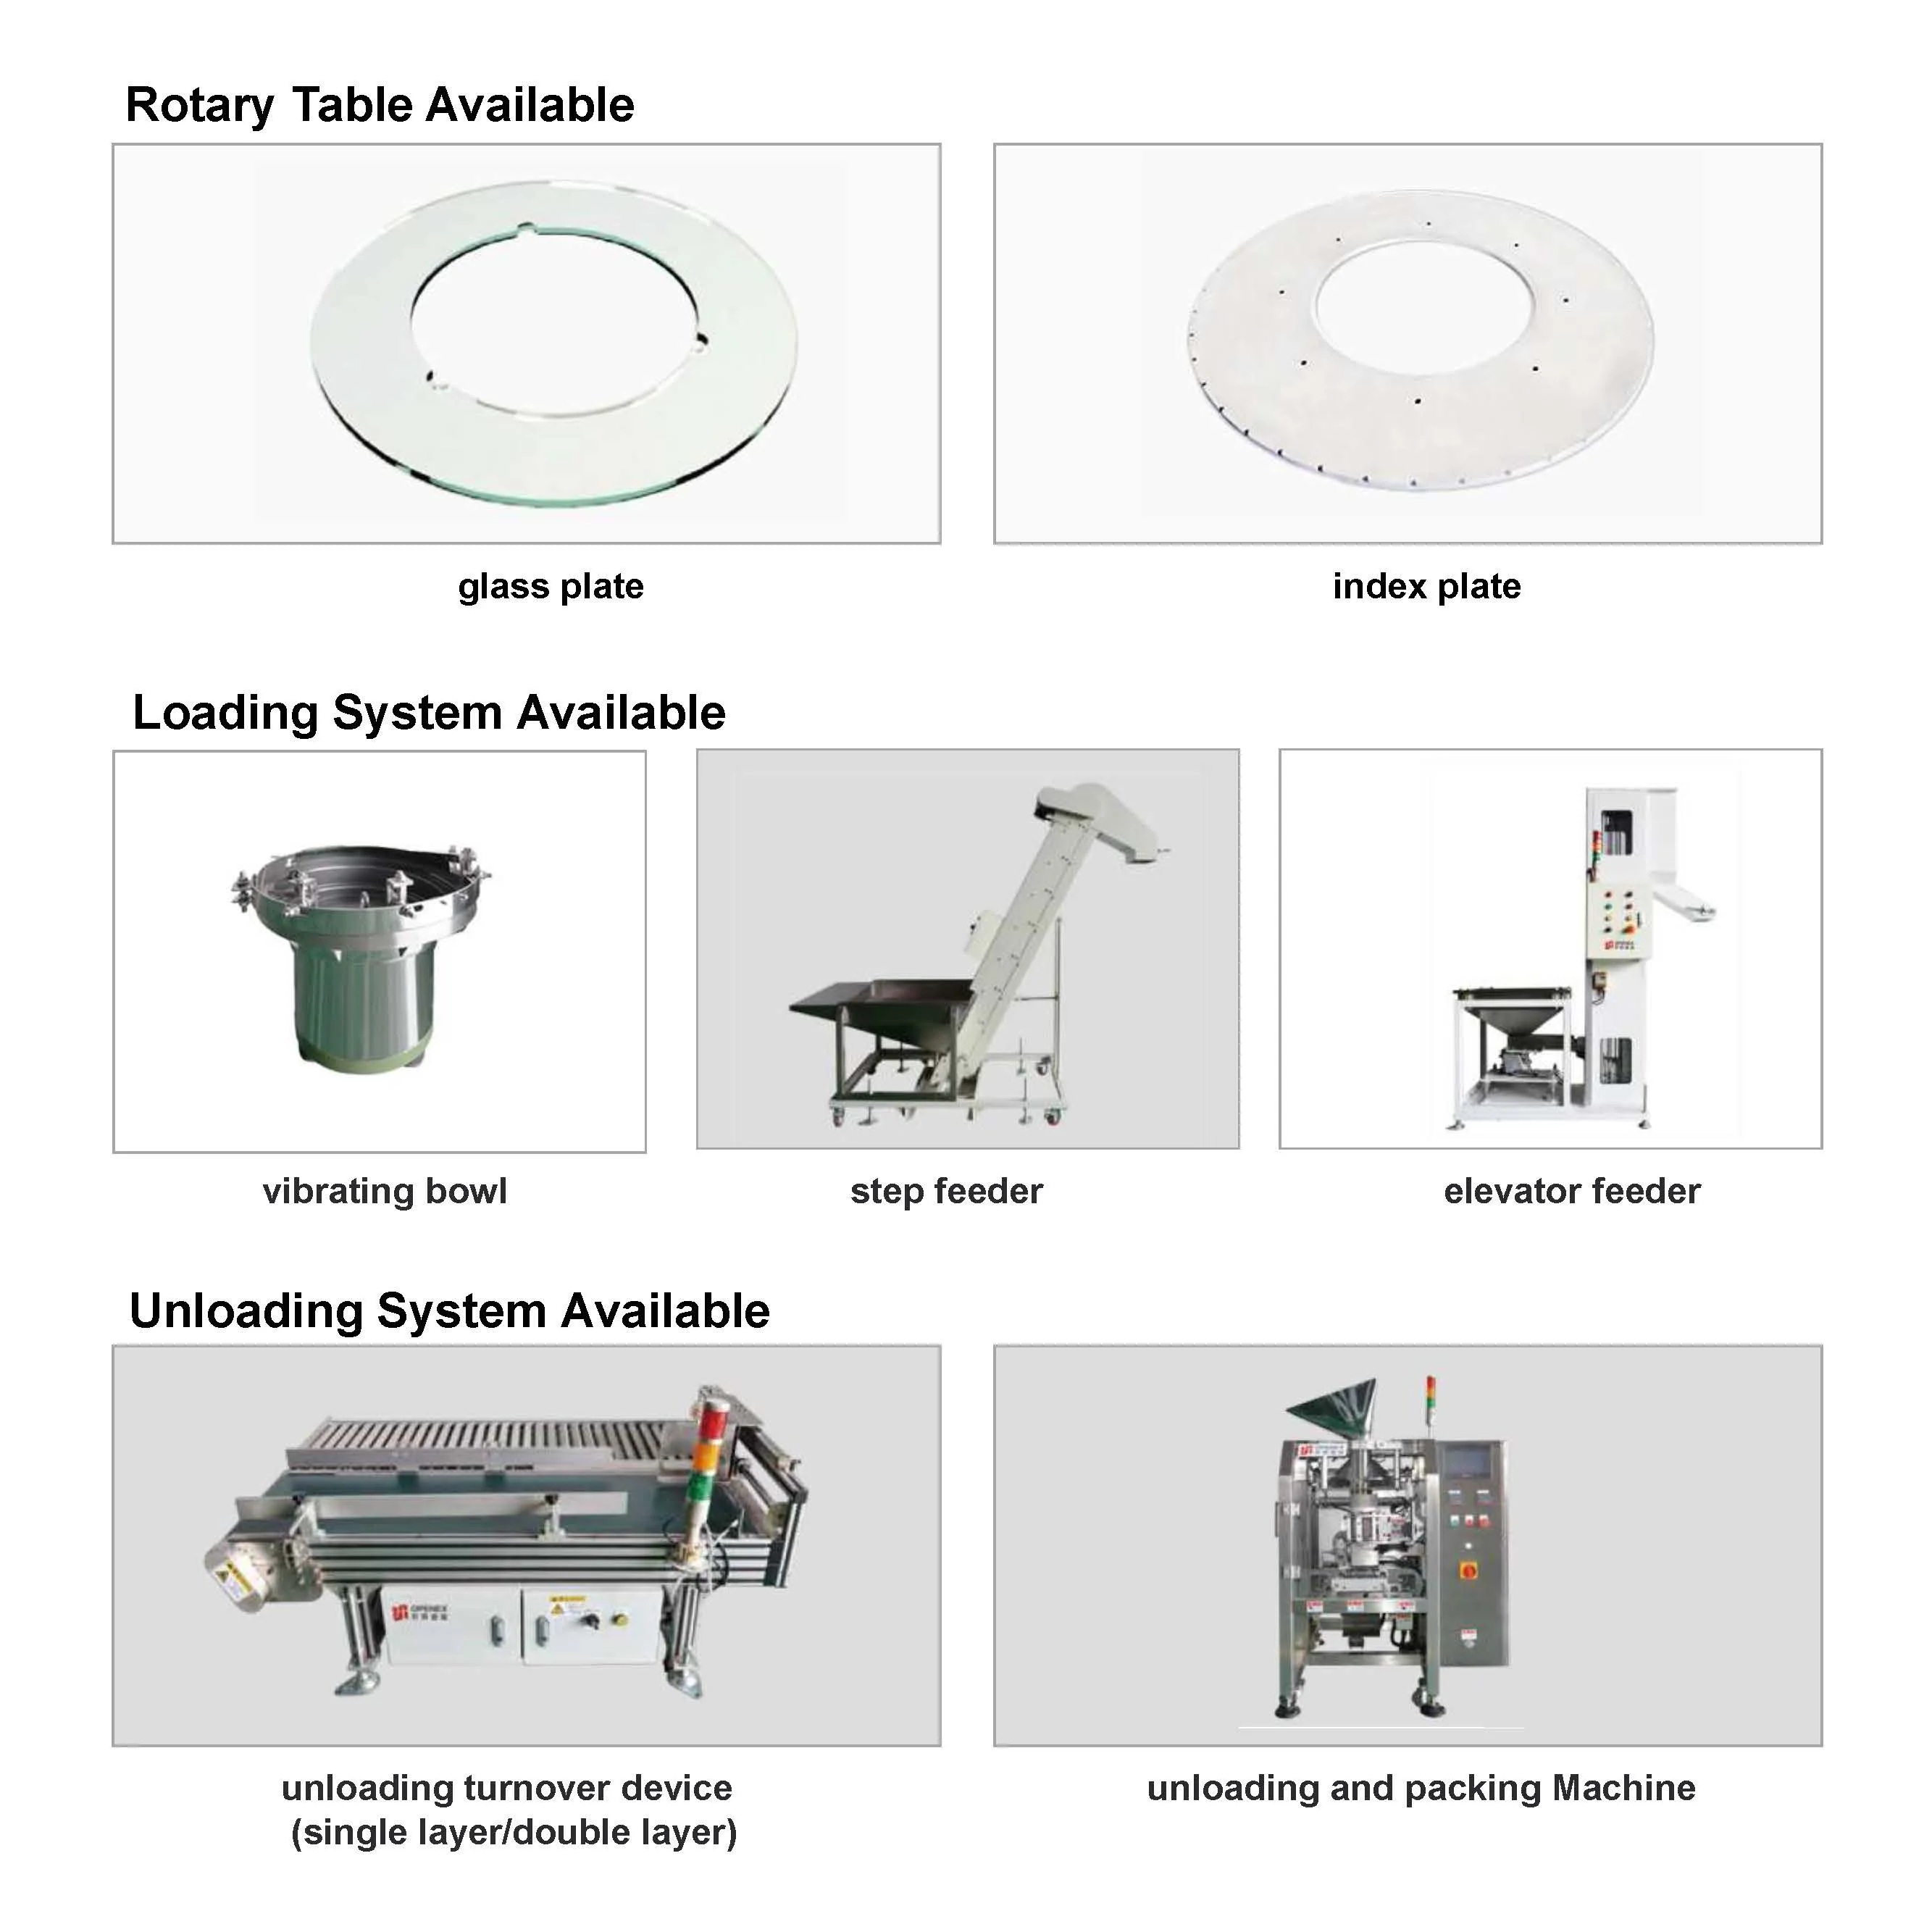 Rotary Table Available
glass plate
index plate
Loading System Available
vibrating bowl
step feeder
elevator feeder
Unloading System Available
OPENEX
unloading turnover device
(single layer/double layer)
unloading and packing Machine